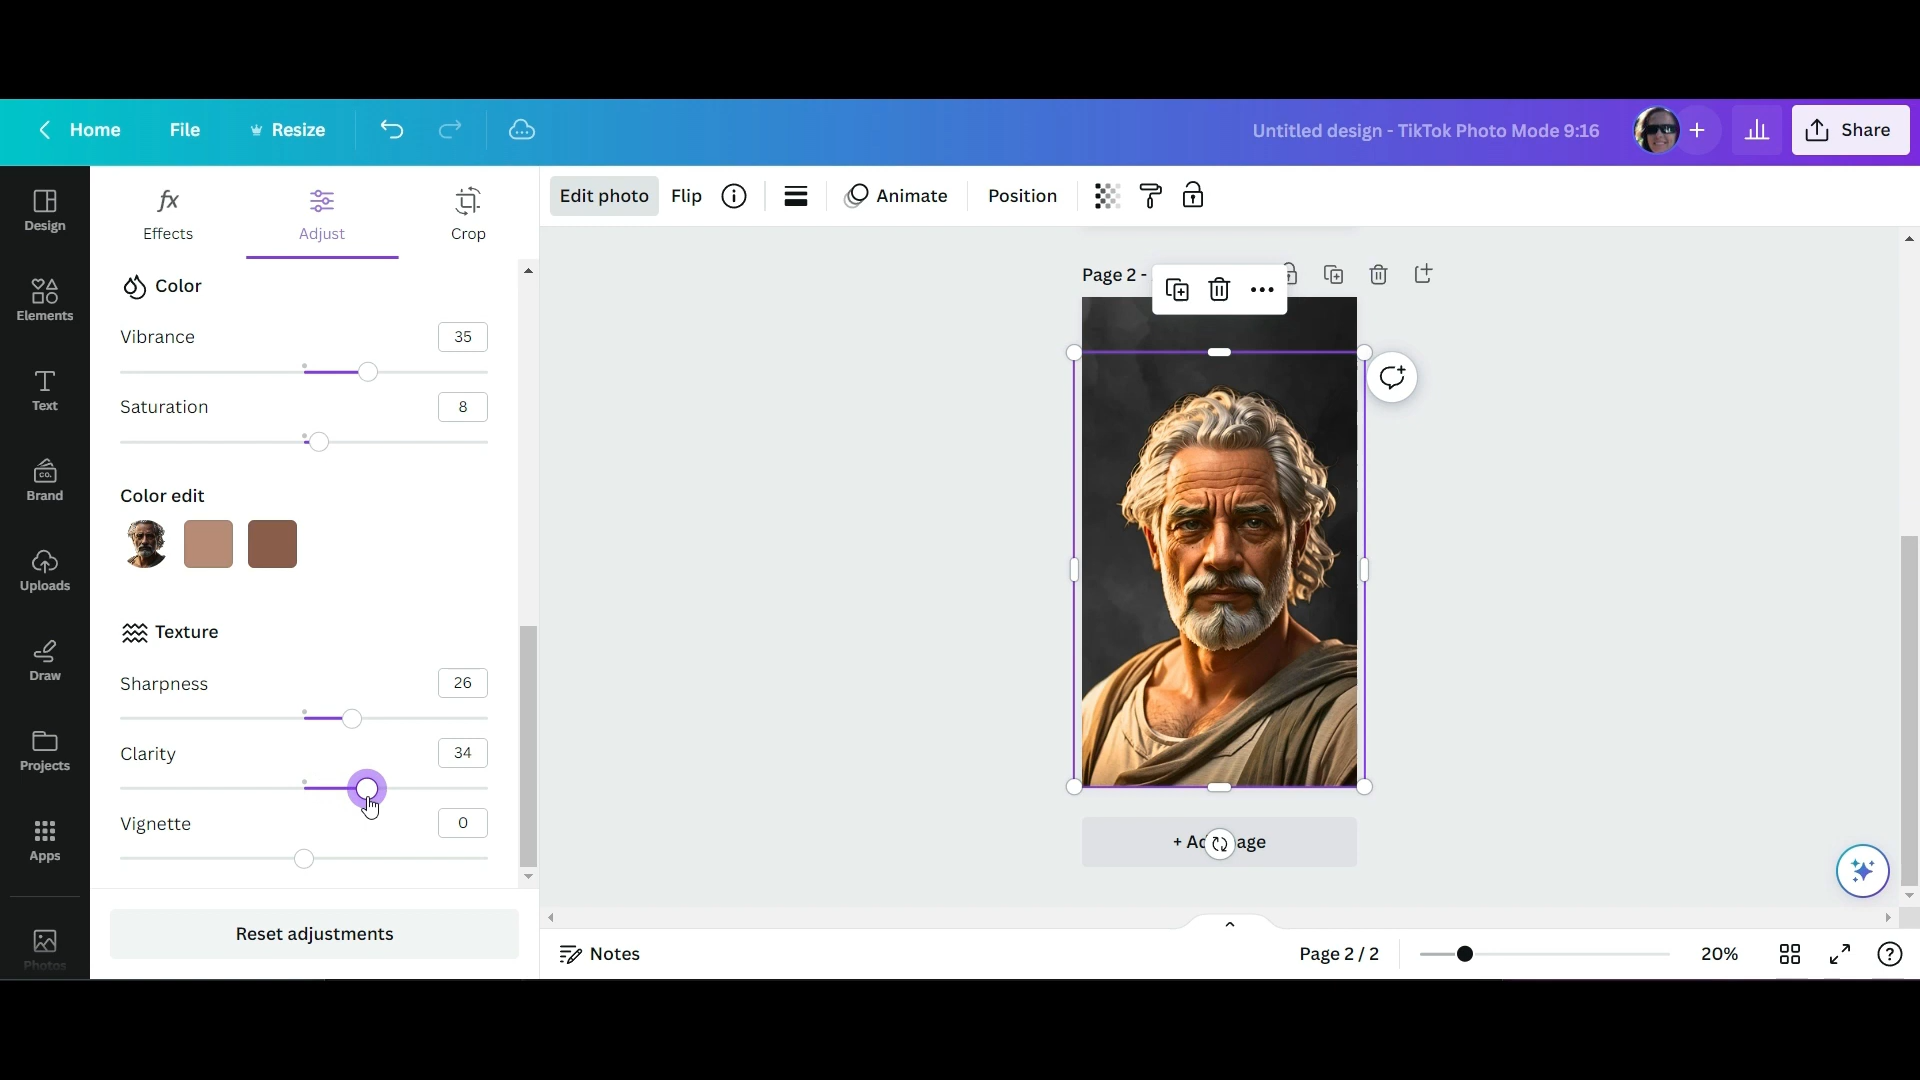 Home
File
Resize
Untitled design - TikTok Photo Mode 9:16
Share
Design
Elements
Text
Brand
CO.
Uploads
Draw
Projects
Apps
Photos
fx
Effects
Adjust
Crop
Edit photo
Flip
Animate
Position
Color
Vibrance
35
Saturation
8
Color edit
Texture
Sharpness
26
Clarity
34
Vignette
0
Reset adjustments
Page 2 -
+ Ad age
Notes
Page 2 / 2
20%